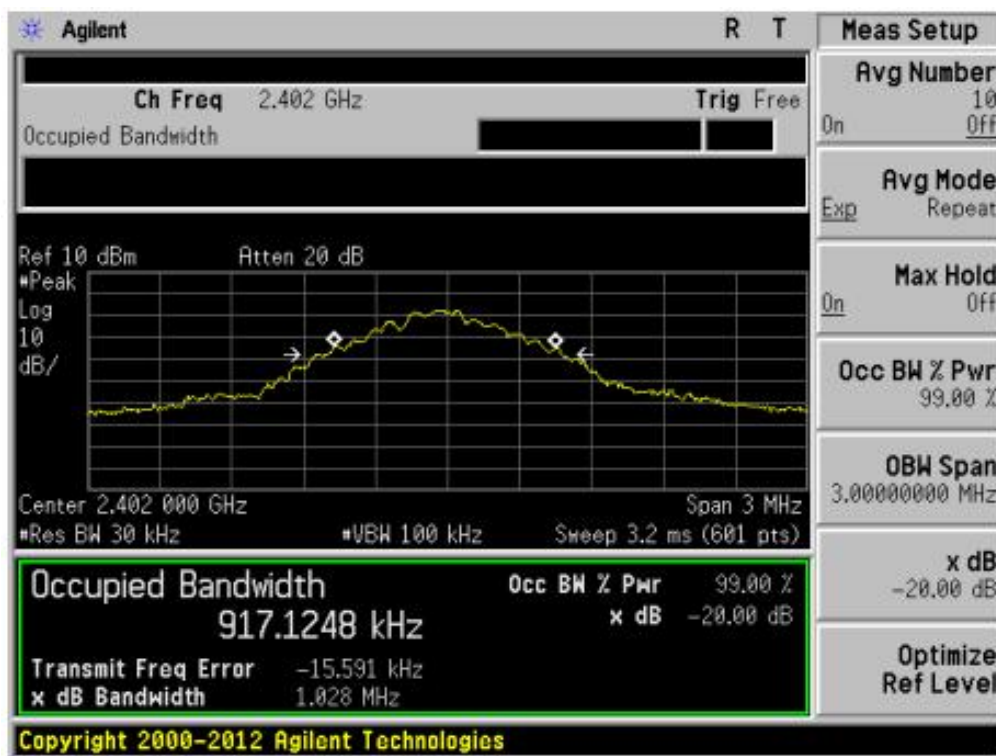 Agilent R T
Ch Freq 2.402 GHz Trig Free
Occupied Bandwidth
Ref 10 dBm Atten 20 dB
#Peak
Log
10
dB/
Center 2.402 000 GHz Span 3 MHz
#Res BW 30 kHz #VBW 100 kHz Sweep 3.2 ms (601 pts)
Occupied Bandwidth Occ BW % Pwr 99.00 %
917.1248 kHz x dB -20.00 dB
Transmit Freq Error -15.591 kHz
x dB Bandwidth 1.028 MHz
Copyright 2000-2012 Agilent Technologies
Meas Setup
Avg Number
10
On Off
Avg Mode
Exp Repeat
Max Hold
On Off
Occ BW % Pwr
99.00 %
OBW Span
3.00000000 MHz
x dB
-20.00 dB
Optimize
Ref Level